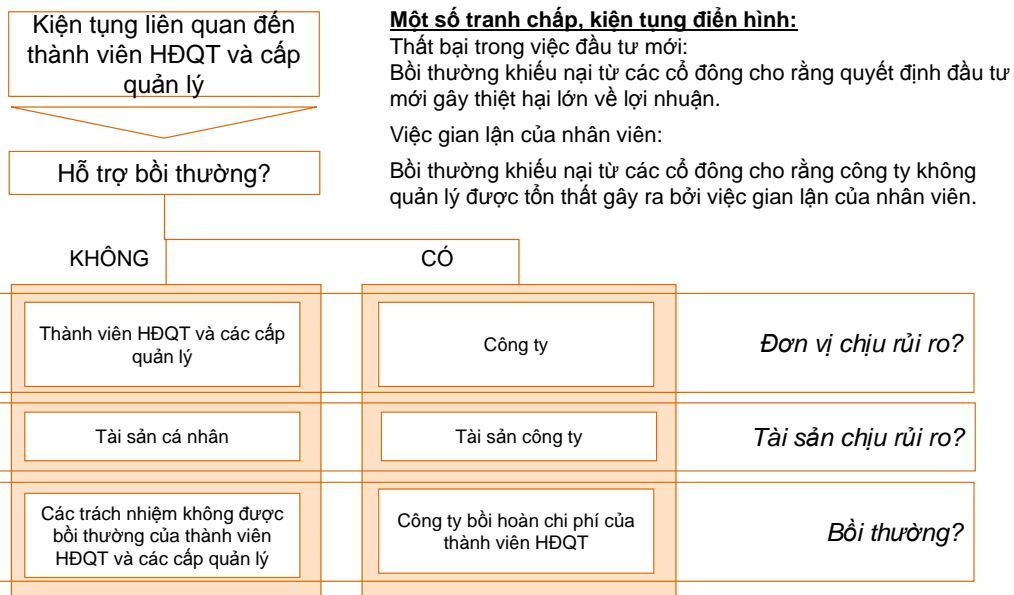 Kiện tụng liên quan đến
thành viên HĐQT và cấp
quản lý
Hỗ trợ bồi thường?
Một số tranh chấp, kiện tụng điển hình:
Thất bại trong việc đầu tư mới:
Bồi thường khiếu nại từ các cổ đông cho rằng quyết định đầu tư
mới gây thiệt hại lớn về lợi nhuận.
Việc gian lận của nhân viên:
Bồi thường khiếu nại từ các cổ đông cho rằng công ty không
quản lý được tổn thất gây ra bởi việc gian lận của nhân viên.
KHÔNG
CÓ
Thành viên HĐQT và các cấp
quản lý
Công ty
Đơn vị chịu rủi ro?
Tài sản cá nhân
Tài sản công ty
Tài sản chịu rủi ro?
Các trách nhiệm không được
bồi thường của thành viên
HĐQT và các cấp quản lý
Công ty bồi hoàn chi phí của
thành viên HĐQT
Bồi thường?